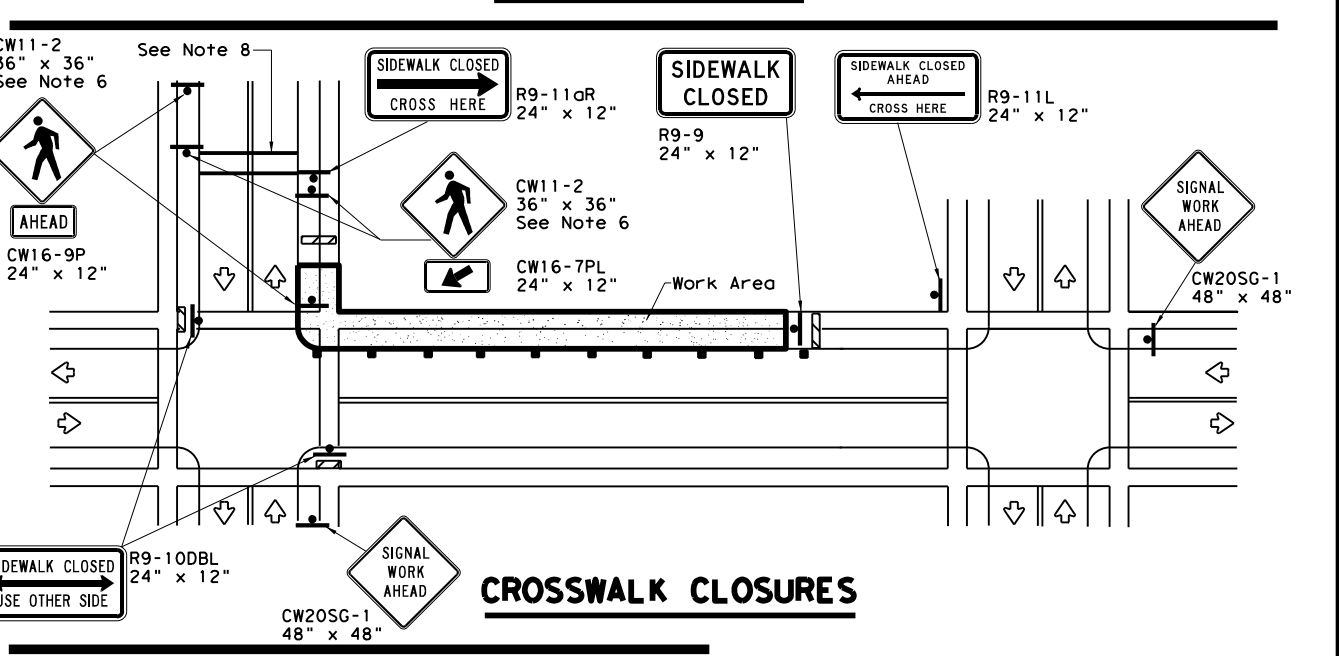 CW11-2
36" x 36"
See Note 6
See Note 8
SIDEWALK CLOSED
CROSS HERE
R9-11aR
24" x 12"
SIDEWALK
CLOSED
R9-9
24" x 12"
SIDEWALK CLOSED
AHEAD
CROSS HERE
R9-11L
24" x 12"
AHEAD
CW16-9P
24" x 12"
CW11-2
36" x 36"
See Note 6
CW16-7PL
24" x 12"
Work Area
SIGNAL
WORK
AHEAD
CW20SG-1
48" x 48"
DEWALK CLOSED
USE OTHER SIDE
R9-10DBL
24" x 12"
SIGNAL
WORK
AHEAD
CW20SG-1
48" x 48"
CROSSWALK CLOSURES